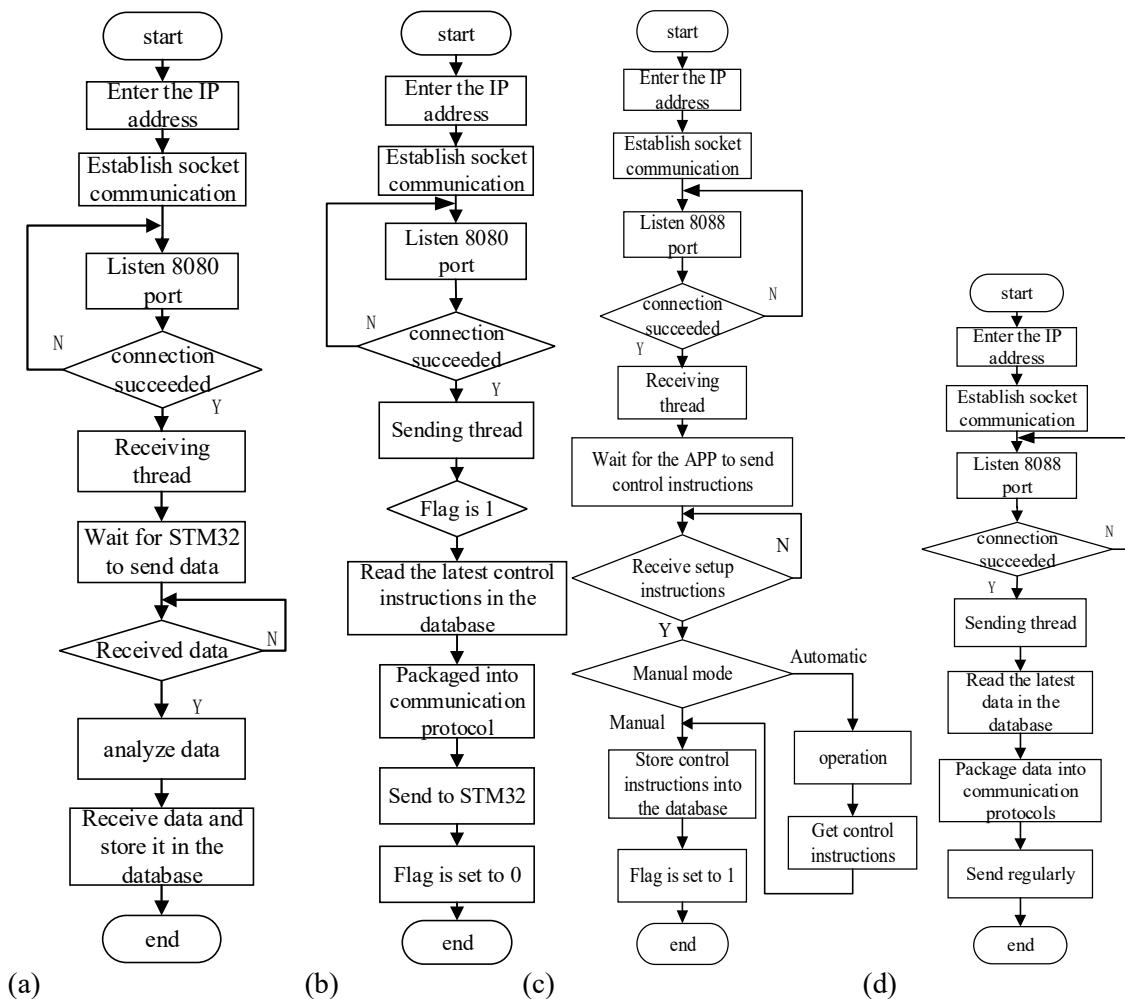 start
Enter the IP
address
Establish socket
communication
Listen 8080
port
N
connection
succeeded
Y
Receiving
thread
Wait for STM32
to send data
N
Received data
Y
analyze data
Receive data and
store it in the
database
end
(a)
start
Enter the IP
address
Establish socket
communication
Listen 8080
port
N
connection
succeeded
Y
Sending thread
Flag is 1
Read the latest control
instructions in the
database
Packaged into
communication
protocol
Send to STM32
Flag is set to 0
end
(b)
start
Enter the IP
address
Establish socket
communication
Listen 8088
port
N
connection
succeeded
Y
Receiving
thread
Wait for the APP to send
control instructions
N
Receive setup
instructions
Y
Manual mode
Automatic
Manual
operation
Store control
instructions into
the database
Get control
instructions
Flag is set to 1
end
(c)
start
Enter the IP
address
Establish socket
communication
Listen 8088
port
N
connection
succeeded
Y
Sending thread
Read the latest
data in the
database
Package data into
communication
protocols
Send regularly
end
(d)